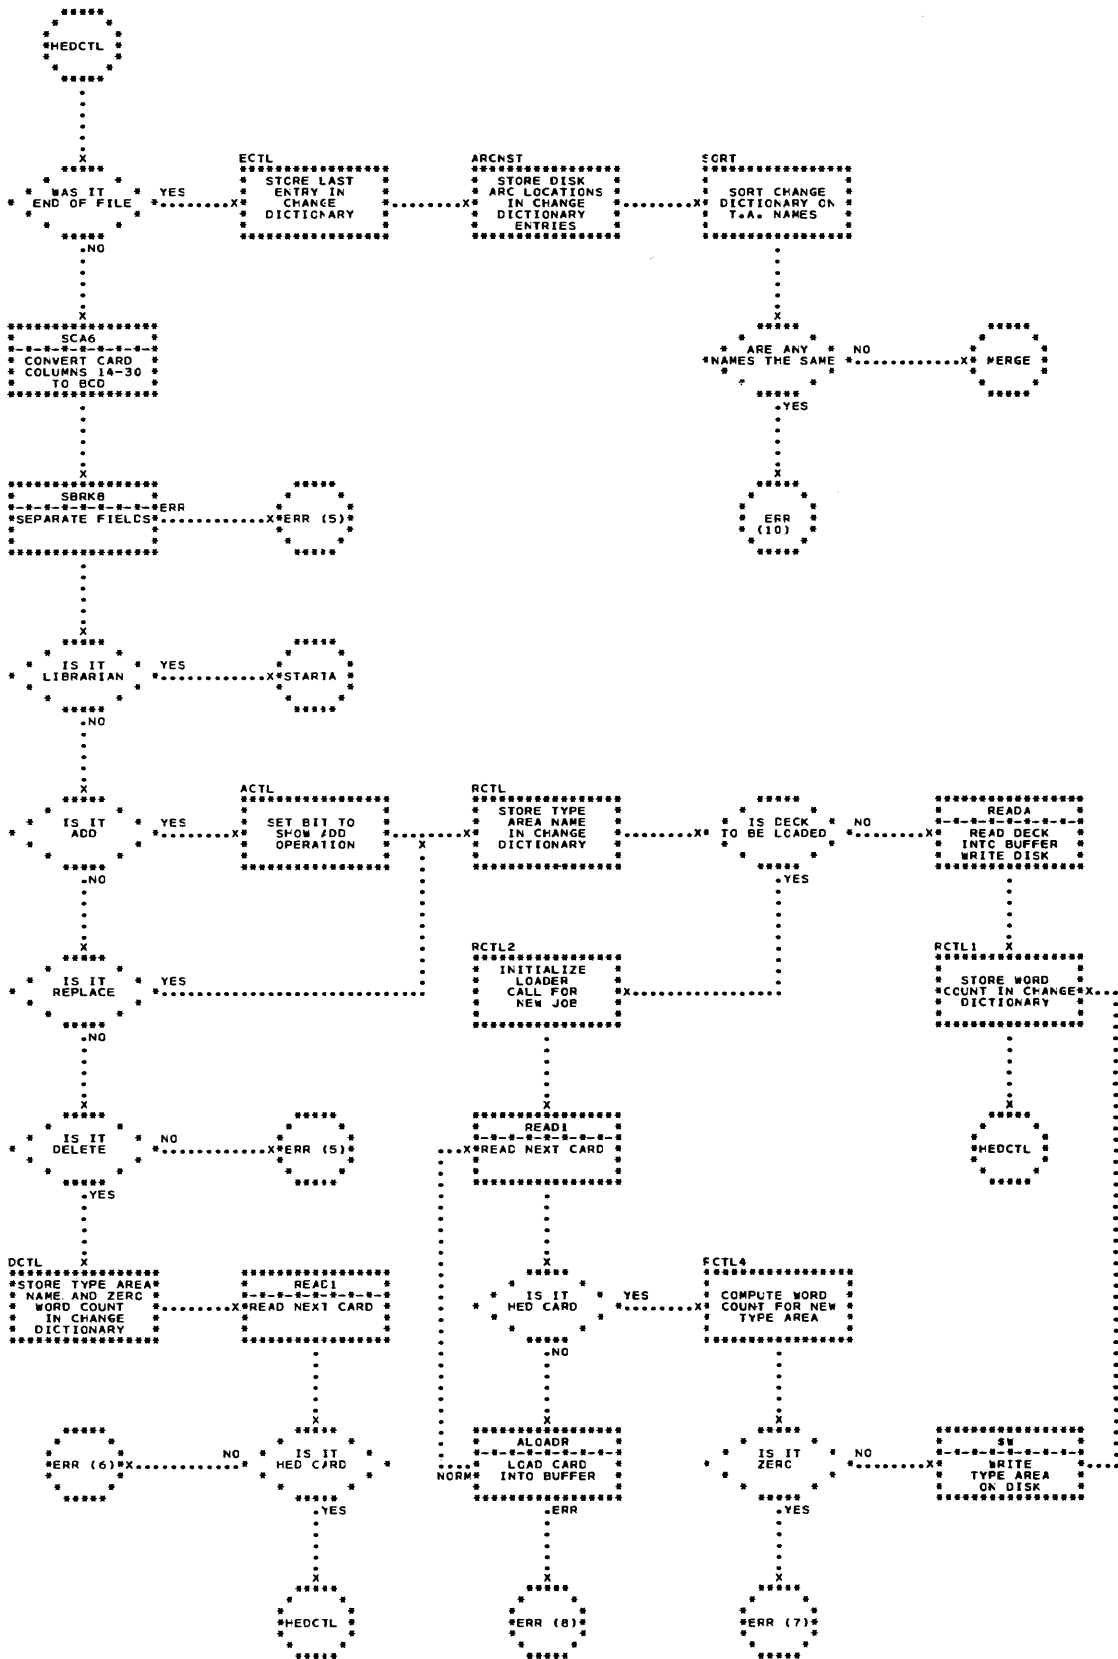 HEDCTL
WAS IT
END OF FILE
YES
NO
ECTL
STORE LAST
ENTRY IN
CHANGE
DICTIONARY
ARCNST
STORE DISK
ARC LOCATIONS
IN CHANGE
DICTIONARY
ENTRIES
SORT
SORT CHANGE
DICTIONARY ON
T.A. NAMES
SCA6
CONVERT CARD
COLUMNS 14-30
TO BCD
ARE ANY
NAMES THE SAME
NO
YES
MERGE
SBRK8
SEPARATE FIELDS
ERR
ERR (5)
ERR
(10)
IS IT
LIBRARIAN
YES
NO
STARTA
IS IT
ADD
YES
NO
ACTL
SET BIT TO
SHOW ADD
OPERATION
RCTL
STORE TYPE
AREA NAME
IN CHANGE
DICTIONARY
IS DECK
TO BE LOADED
NO
YES
READA
READ DECK
INTO BUFFER
WRITE DISK
IS IT
REPLACE
YES
NO
RCTL2
INITIALIZE
LOADER
CALL FOR
NEW JOB
RCTL1
STORE WORD
COUNT IN CHANGE
DICTIONARY
IS IT
DELETE
NO
YES
ERR (5)
READ1
READ NEXT CARD
HEDCTL
DCTL
STORE TYPE AREA
NAME AND ZERO
WORD COUNT
IN CHANGE
DICTIONARY
READ1
READ NEXT CARD
IS IT
HED CARD
YES
NO
RCTL4
COMPUTE WORD
COUNT FOR NEW
TYPE AREA
ERR (6)
NO
IS IT
HED CARD
YES
ALOADR
LOAD CARD
INTO BUFFER
NORM
ERR
IS IT
ZERO
NO
YES
SW
WRITE
TYPE AREA
ON DISK
HEDCTL
ERR (8)
ERR (7)